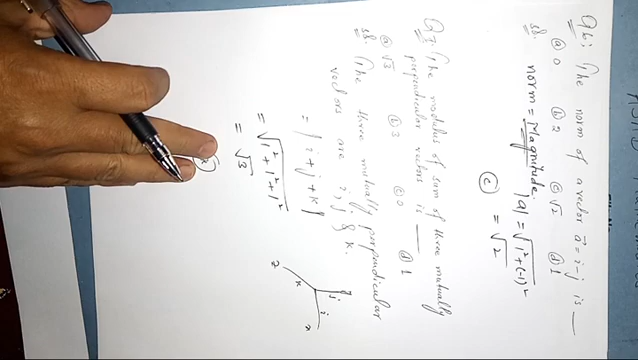 Q6: The norm of a vector a⃗ = i - j is __
ⓐ 0 ⓑ 2 ⓒ √2 ⓓ 1
Sol. norm = Magnitude. |a| = √1²+(-1)²
ⓒ = √2
Q7: The modulus of sum of three mutually
perpendicular vectors is ____
ⓐ √3 ⓑ 3 ⓒ 0 ⓓ 1
Sol. The three mutually perpendicular
vectors are i, j & k.
= |i + j + k|
= √1²+1²+1²
= √3